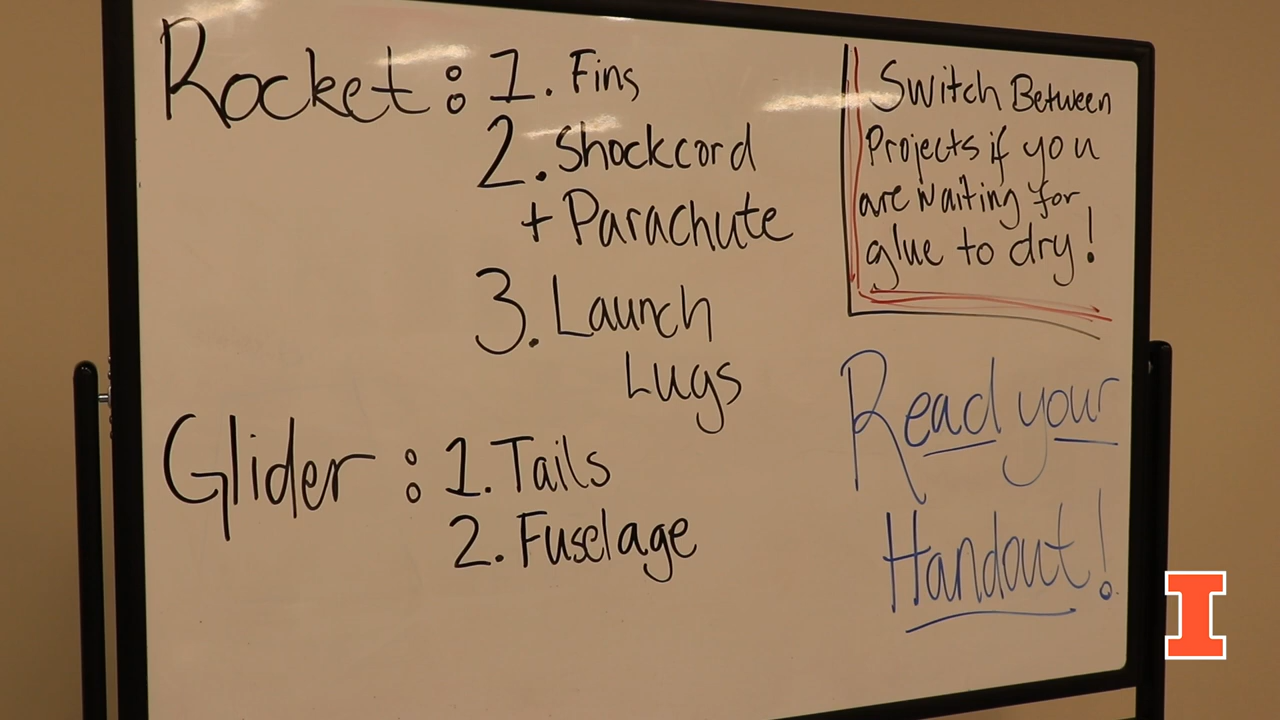 Rocket: 1. Fins
2. Shockcord
+ Parachute
3. Launch
Lugs
Glider: 1. Tails
2. Fuselage
Switch Between
Projects if you
are waiting for
glue to dry!
Read your
Handout!
I